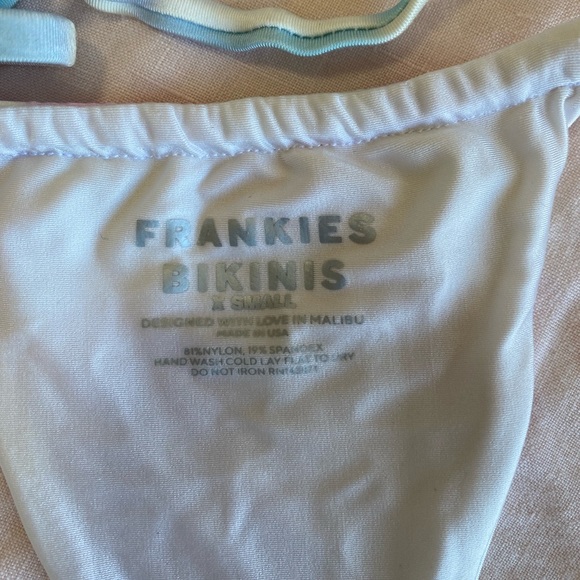 FRANKIES
BIKINIS
X SMALL
DESIGNED WITH LOVE IN MALIBU
MADE IN USA
81%NYLON, 19% SPANDEX
HAND WASH COLD LAY FLAT TO DRY
DO NOT IRON